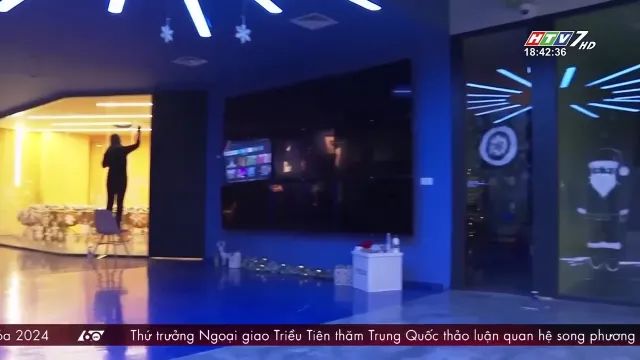 HTV7 HD
18:42:36
óa 2024 60 Thứ trưởng Ngoại giao Triều Tiên thăm Trung Quốc thảo luận quan hệ song phương